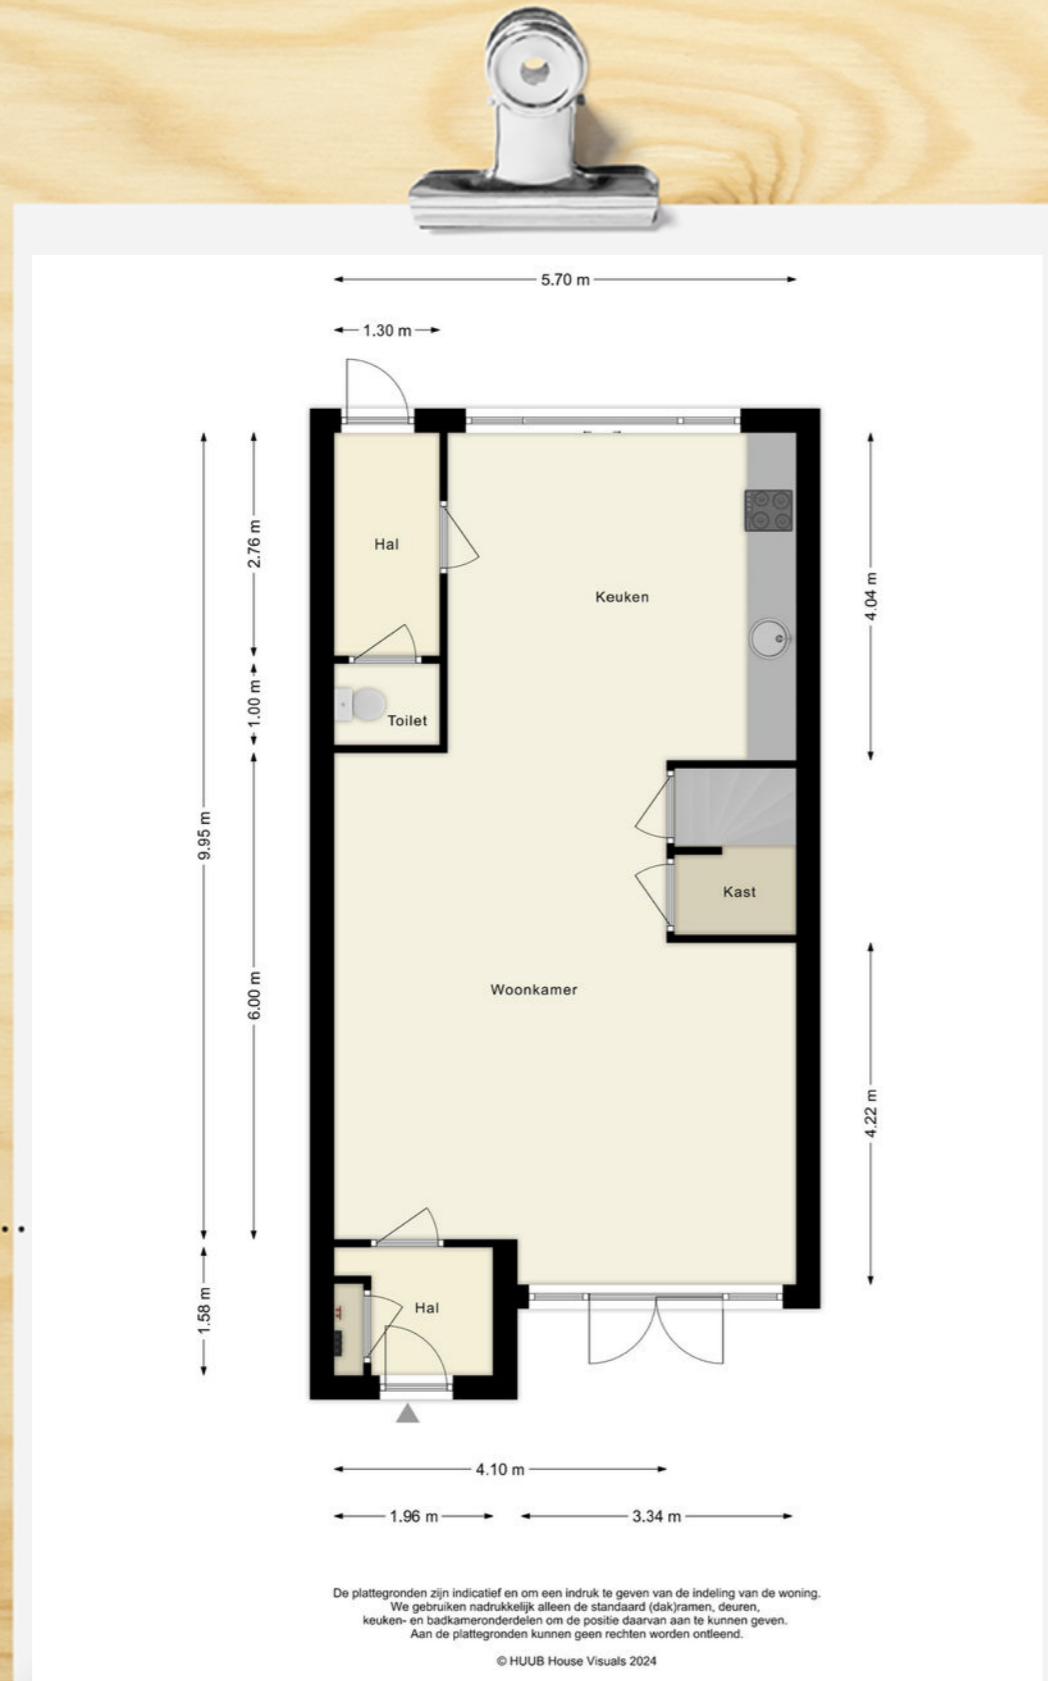 5.70 m
1.30 m
Hal
2.76 m
Keuken
4.04 m
1.00 m
Toilet
9.95 m
Kast
6.00 m
Woonkamer
4.22 m
Hal
1.58 m
4.10 m
1.96 m
3.34 m
De plattegronden zijn indicatief en om een indruk te geven van de indeling van de woning.
We gebruiken nadrukkelijk alleen de standaard (dak)ramen, deuren,
keuken- en badkameronderdelen om de positie daarvan aan te kunnen geven.
Aan de plattegronden kunnen geen rechten worden ontleend.
© HUUB House Visuals 2024